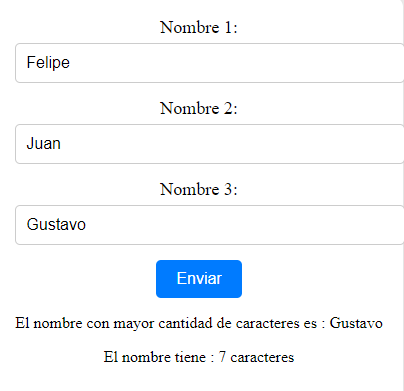 Nombre 1:
Felipe
Nombre 2:
Juan
Nombre 3:
Gustavo
Enviar
El nombre con mayor cantidad de caracteres es : Gustavo
El nombre tiene : 7 caracteres